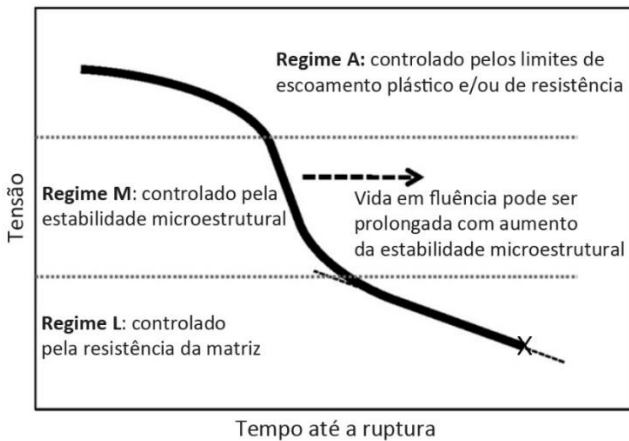 Regime A: controlado pelos limites de
escoamento plástico e/ou de resistência
Regime M: controlado pela
estabilidade microestrutural
Vida em fluência pode ser
prolongada com aumento
da estabilidade microestrutural
Regime L: controlado
pela resistência da matriz
X
Tensão
Tempo até a ruptura